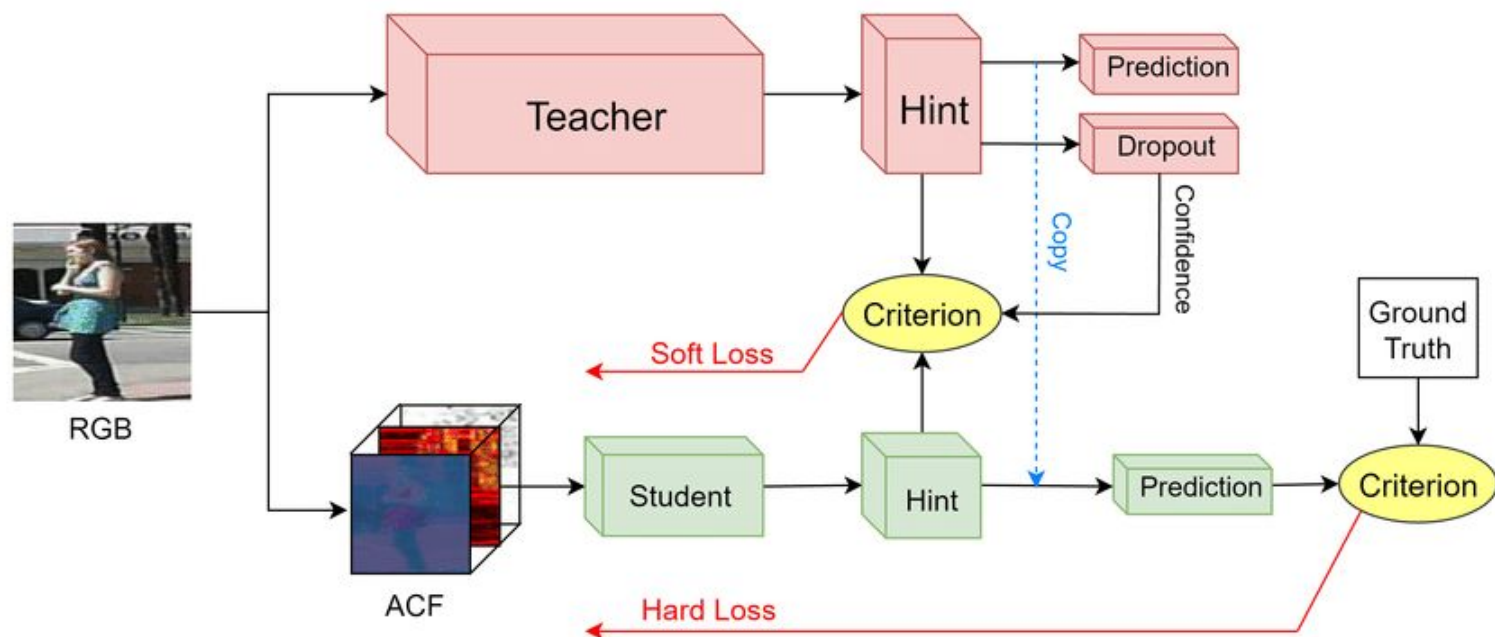 Prediction
Teacher
Hint
Dropout
Confidence
Copy
Criterion
Ground
Truth
Soft Loss
RGB
Student
Hint
Prediction
Criterion
ACF
Hard Loss